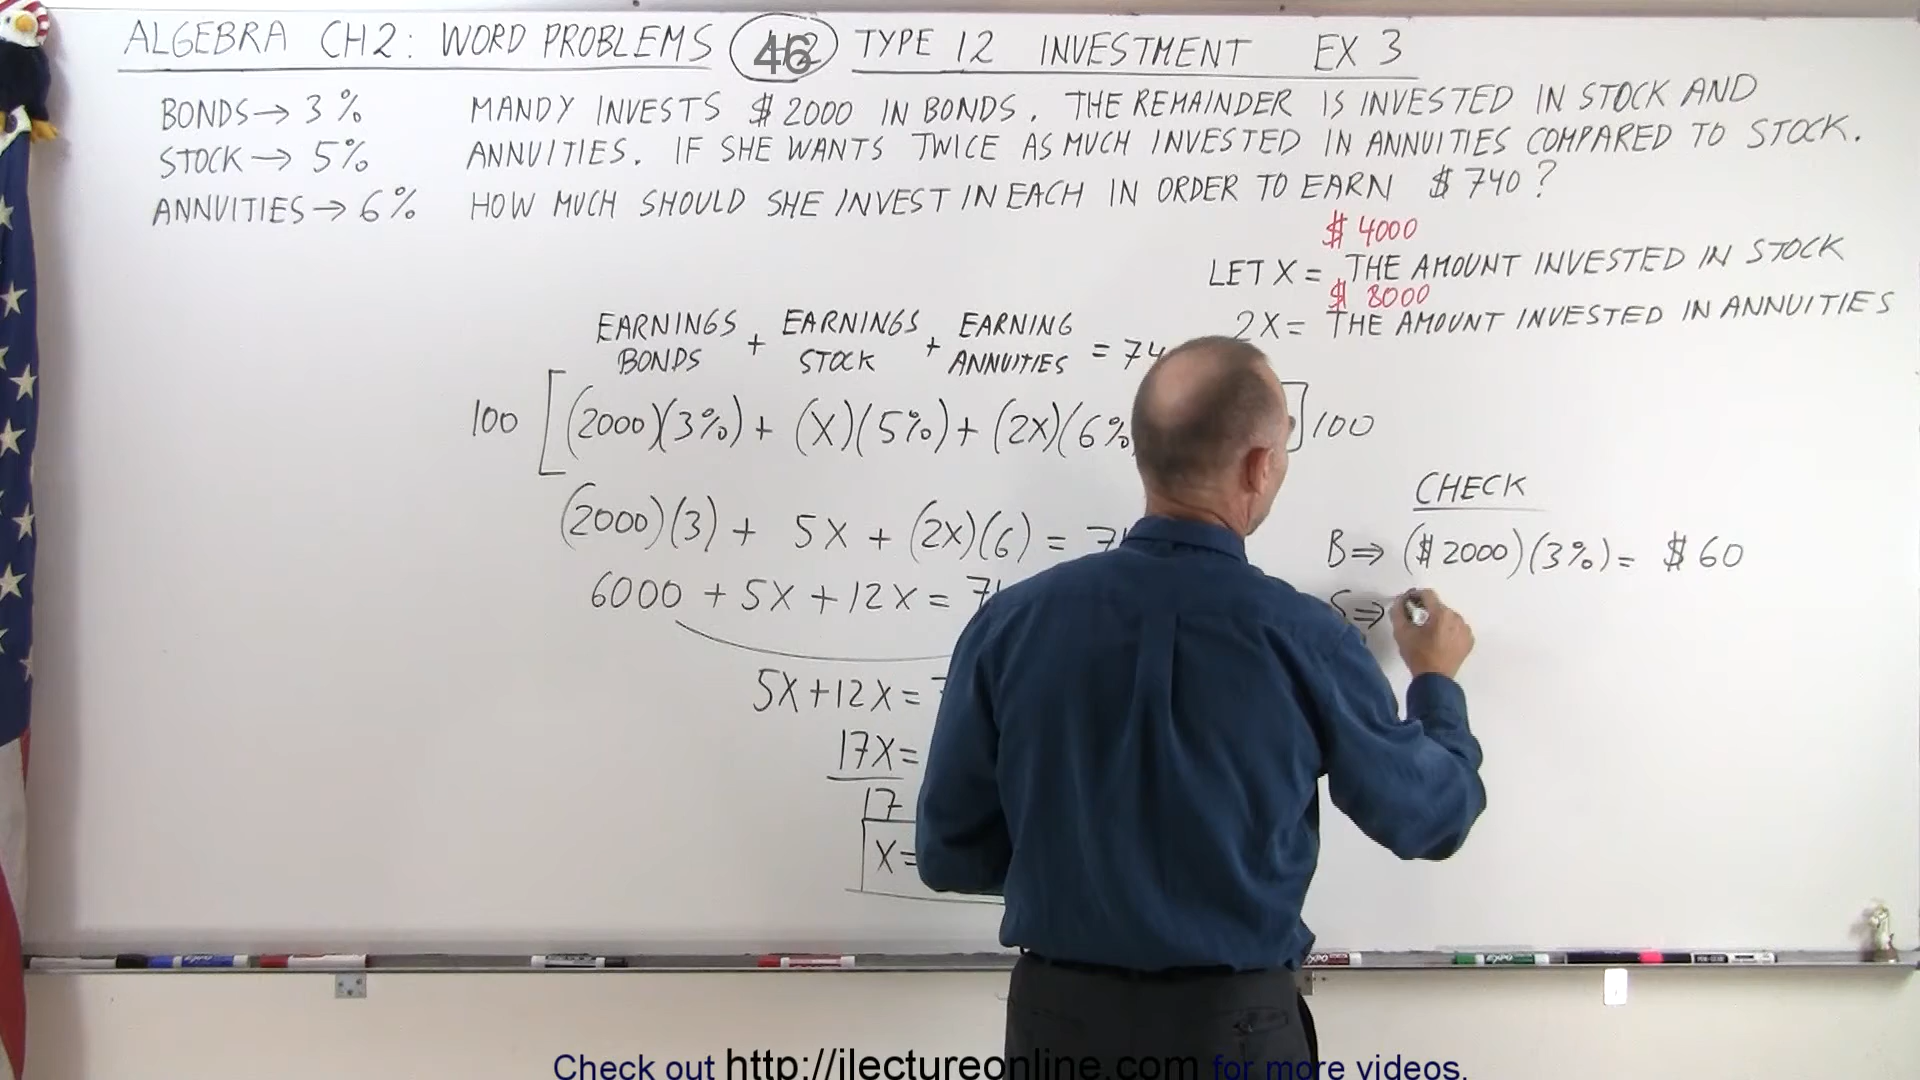 ALGEBRA CH2: WORD PROBLEMS 46 TYPE 12 INVESTMENT EX 3
BONDS→ 3%
STOCK → 5%
ANNUITIES → 6%
MANDY INVESTS $2000 IN BONDS. THE REMAINDER IS INVESTED IN STOCK AND
ANNUITIES. IF SHE WANTS TWICE AS MUCH INVESTED IN ANNUITIES COMPARED TO STOCK.
HOW MUCH SHOULD SHE INVEST IN EACH IN ORDER TO EARN $740?
$4000
LET X = THE AMOUNT INVESTED IN STOCK
$8000
2X = THE AMOUNT INVESTED IN ANNUITIES
EARNINGS BONDS + EARNINGS STOCK + EARNING ANNUITIES = 74
100 [(2000)(3%) + (X)(5%) + (2X)(6% ]100
(2000)(3) + 5X + (2X)(6) = 7
6000 + 5X + 12X = 7
5X+12X =
17X=
17
X=
CHECK
B⇒ ($2000)(3%) = $60
S⇒
Check out http://ilectureonline.com for more videos.